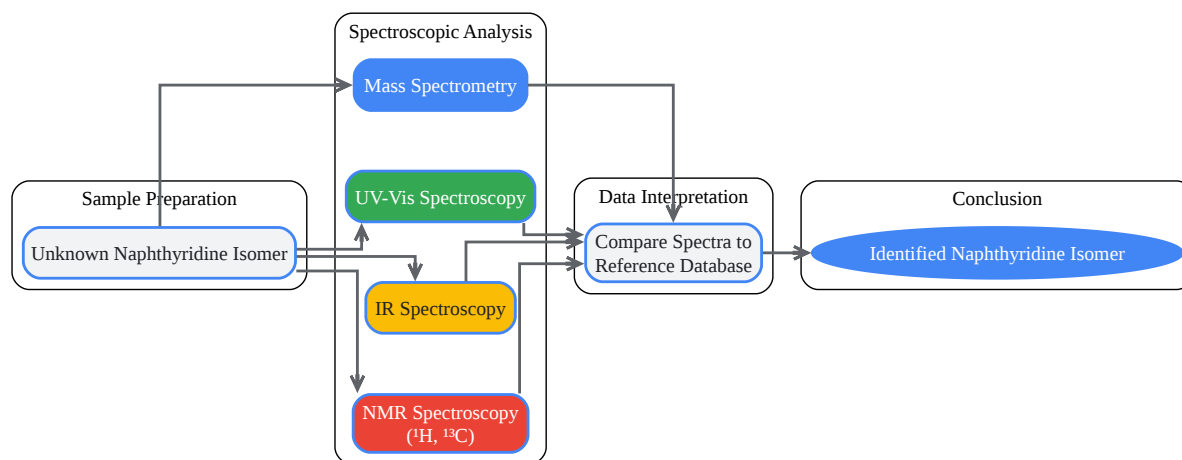 Spectroscopic Analysis
Mass Spectrometry
Sample Preparation
UV-Vis Spectroscopy
Data Interpretation
Conclusion
Unknown Naphthyridine Isomer
Compare Spectra to
Reference Database
Identified Naphthyridine Isomer
IR Spectroscopy
NMR Spectroscopy
(¹H, ¹³C)